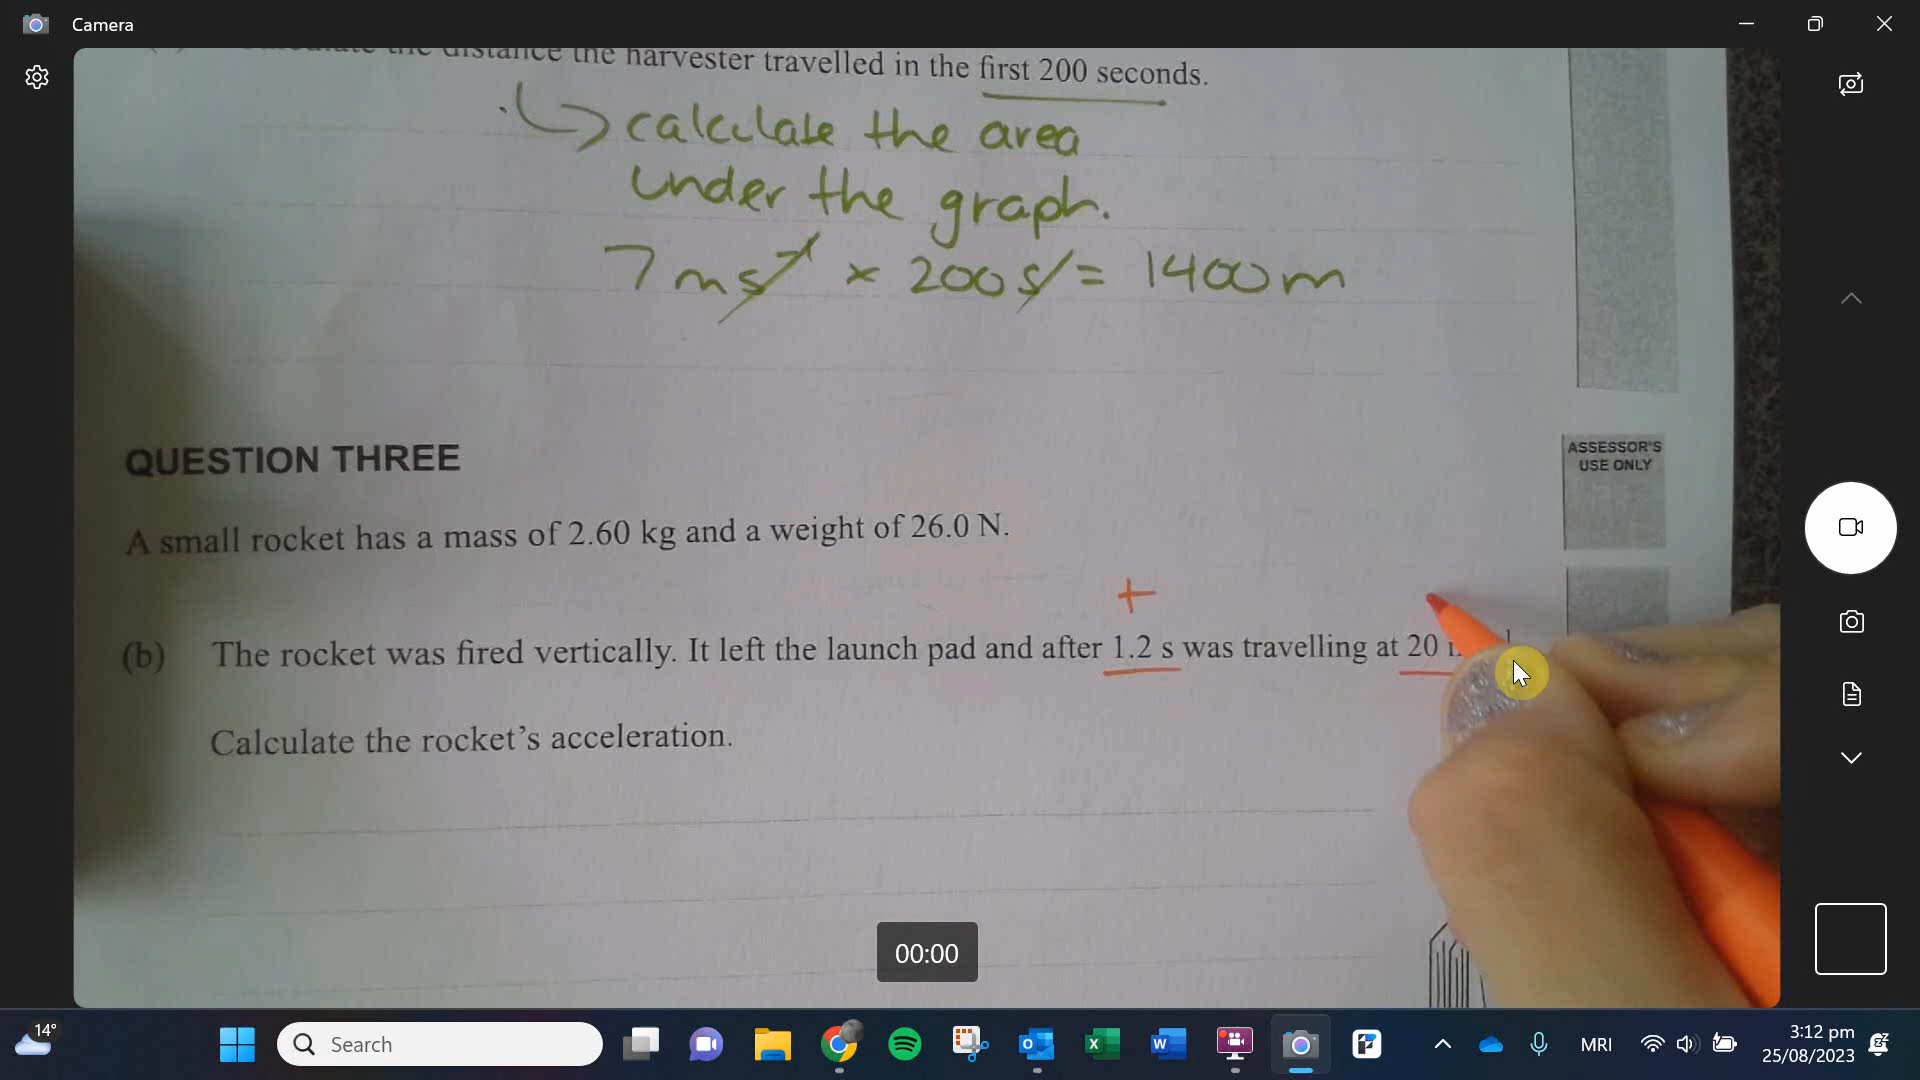 Camera
the distance the harvester travelled in the first 200 seconds.
calculate the area
under the graph.
7 ms⁻¹ × 200 s = 1400 m
QUESTION THREE
ASSESSOR'S
USE ONLY
A small rocket has a mass of 2.60 kg and a weight of 26.0 N.
t
(b) The rocket was fired vertically. It left the launch pad and after 1.2 s was travelling at 20
Calculate the rocket's acceleration.
00:00
14°
Search
MRI
3:12 pm
25/08/2023